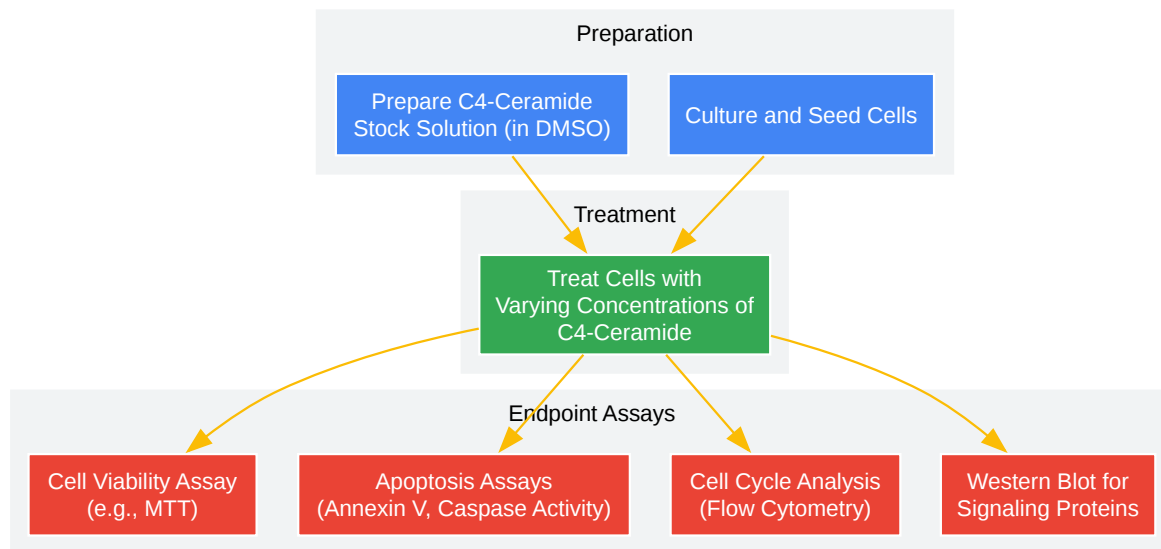 Preparation
Prepare C4-Ceramide
Stock Solution (in DMSO)
Culture and Seed Cells
Treatment
Treat Cells with
Varying Concentrations of
C4-Ceramide
Endpoint Assays
Cell Viability Assay
(e.g., MTT)
Apoptosis Assays
(Annexin V, Caspase Activity)
Cell Cycle Analysis
(Flow Cytometry)
Western Blot for
Signaling Proteins